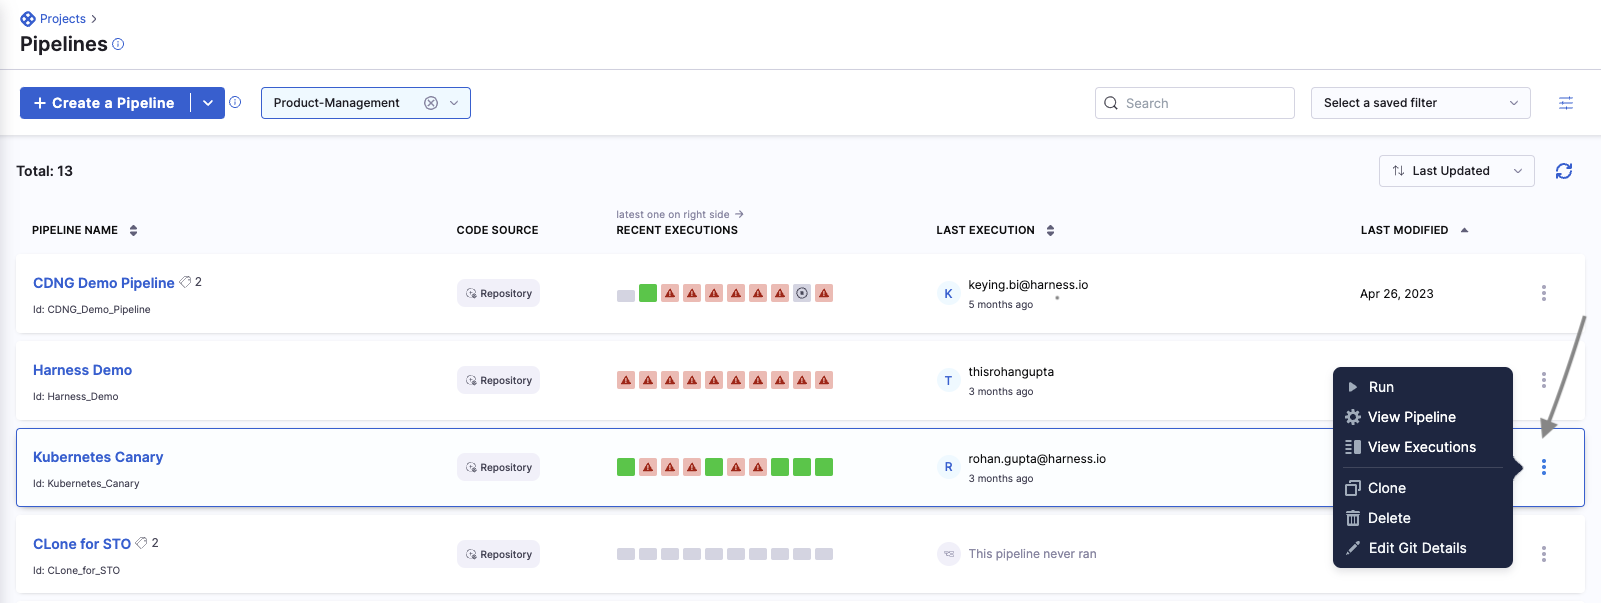 Projects
Pipelines
+ Create a Pipeline
Product-Management
Search
Select a saved filter
Total: 13
Last Updated
latest one on right side →
PIPELINE NAME
CODE SOURCE
RECENT EXECUTIONS
LAST EXECUTION
LAST MODIFIED
CDNG Demo Pipeline 2
Id: CDNG_Demo_Pipeline
Repository
K
keying.bi@harness.io
5 months ago
Apr 26, 2023
Harness Demo
Id: Harness_Demo
Repository
T
thisrohangupta
3 months ago
Kubernetes Canary
Id: Kubernetes_Canary
Repository
R
rohan.gupta@harness.io
3 months ago
Run
View Pipeline
View Executions
Clone
Delete
Edit Git Details
CLone for STO 2
Id: CLone_for_STO
Repository
This pipeline never ran